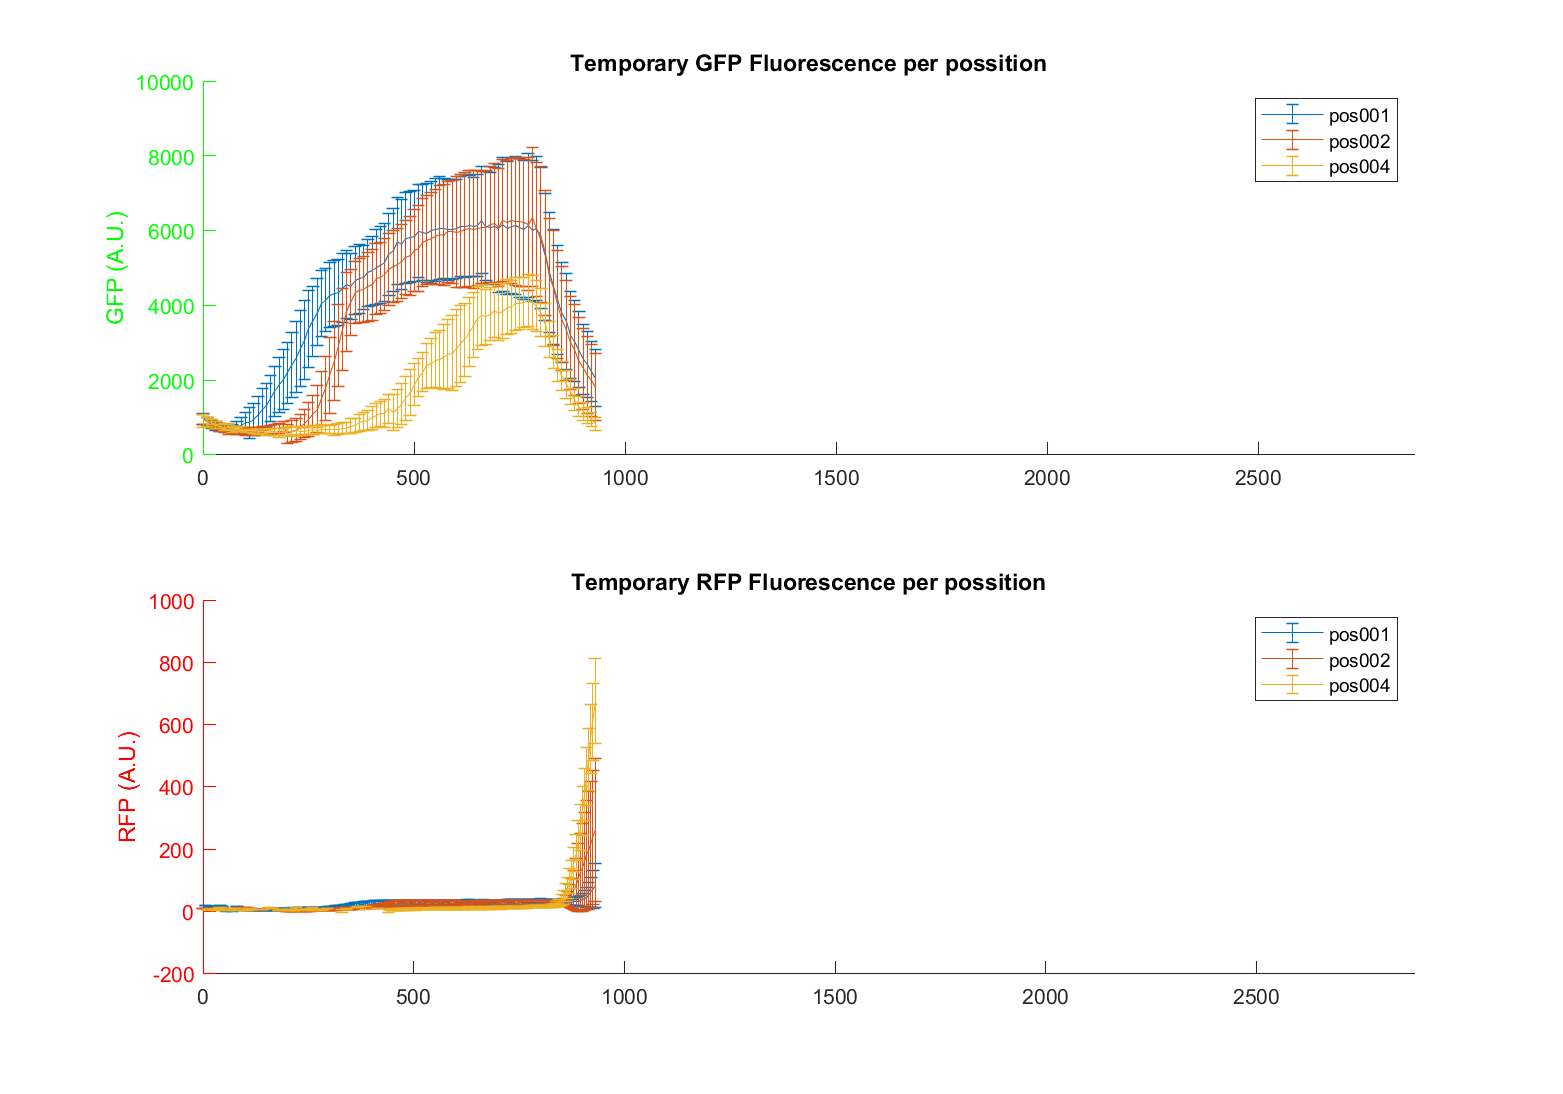 Temporary GFP Fluorescence per possition
10000
8000
6000
4000
2000
0
GFP (A.U.)
pos001
pos002
pos004
0 500 1000 1500 2000 2500
Temporary RFP Fluorescence per possition
1000
800
600
400
200
0
-200
RFP (A.U.)
pos001
pos002
pos004
0 500 1000 1500 2000 2500